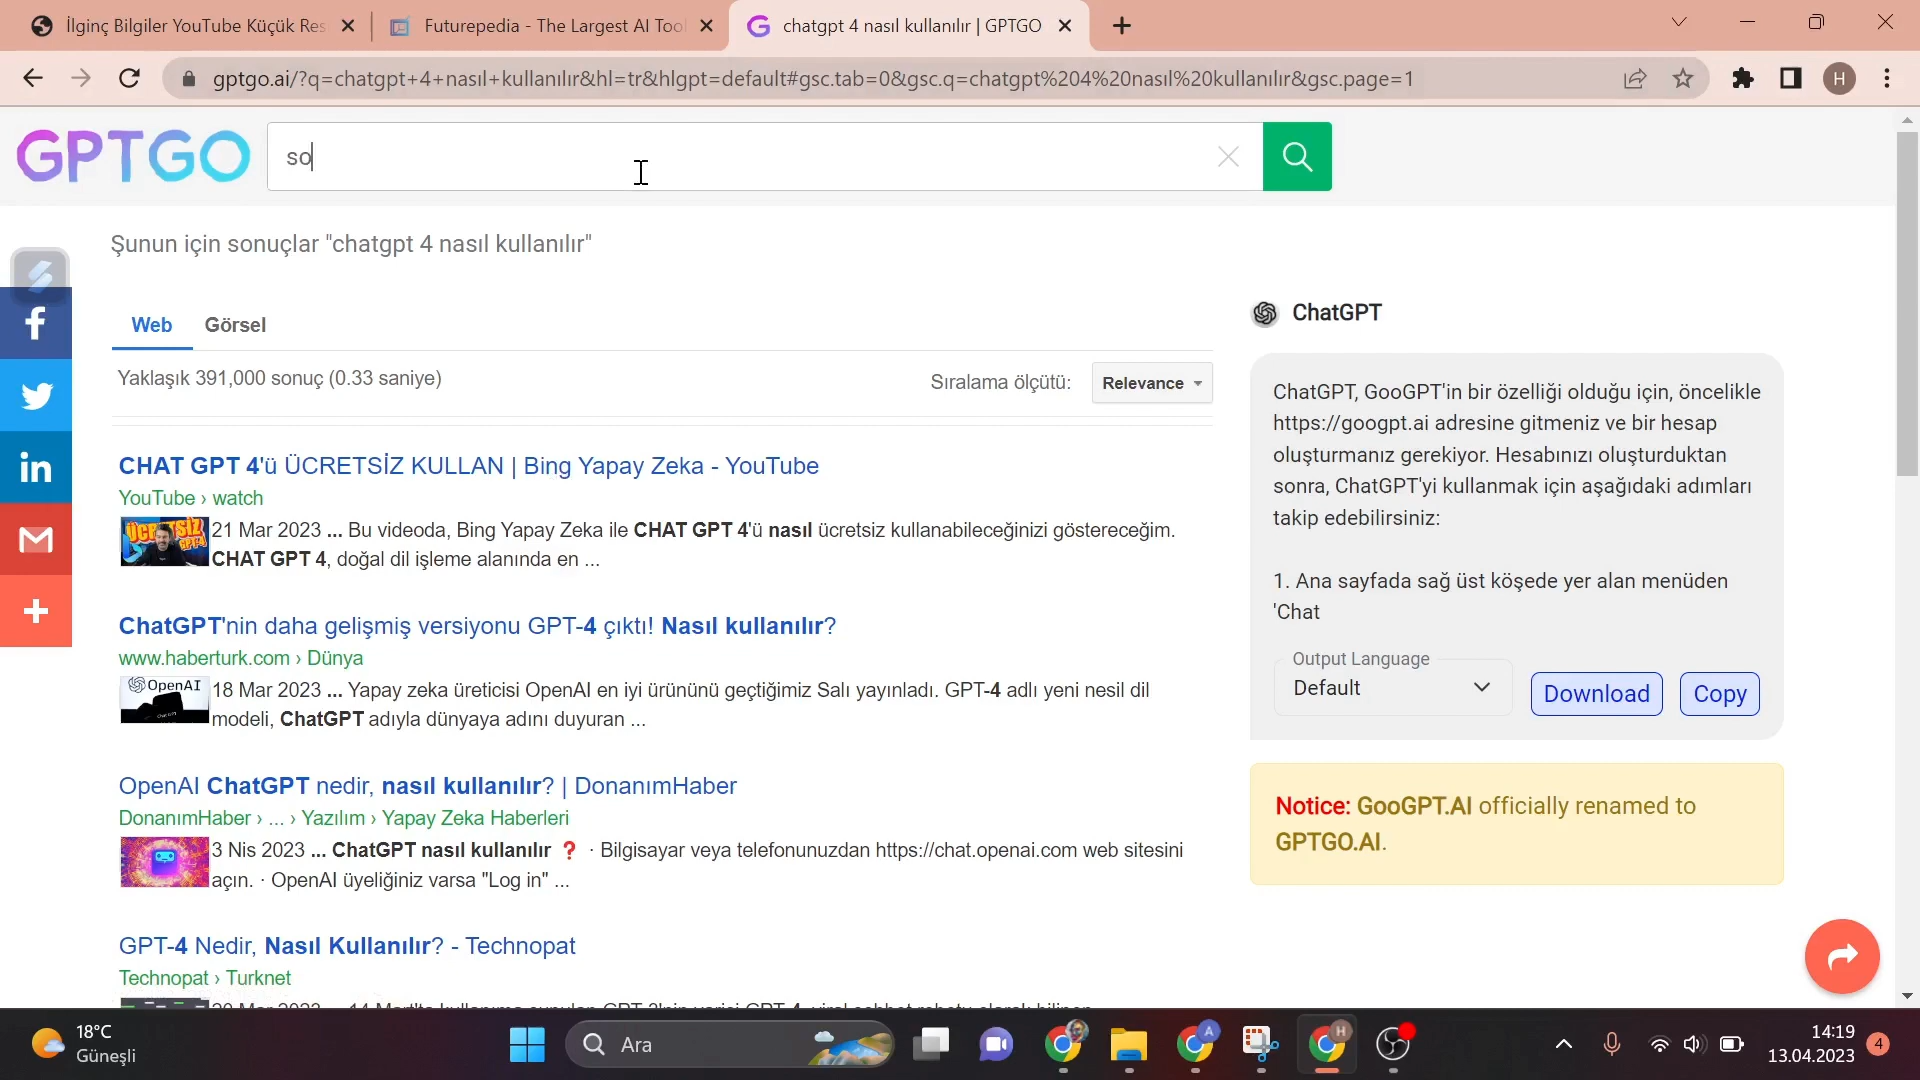 İlginç Bilgiler YouTube Küçük Res
Futurepedia - The Largest AI Tool
chatgpt 4 nasıl kullanılır | GPTGO
gptgo.ai/?q=chatgpt+4+nasıl+kullanılır&hl=tr&hlgpt=default#gsc.tab=0&gsc.q=chatgpt%204%20nasıl%20kullanılır&gsc.page=1
H
GPTGO
so
Şunun için sonuçlar "chatgpt 4 nasıl kullanılır"
Web
Görsel
Yaklaşık 391,000 sonuç (0.33 saniye)
Sıralama ölçütü:
Relevance
CHAT GPT 4'ü ÜCRETSİZ KULLAN | Bing Yapay Zeka - YouTube
YouTube › watch
21 Mar 2023 ... Bu videoda, Bing Yapay Zeka ile CHAT GPT 4'ü nasıl ücretsiz kullanabileceğinizi göstereceğim.
CHAT GPT 4, doğal dil işleme alanında en ...
ChatGPT'nin daha gelişmiş versiyonu GPT-4 çıktı! Nasıl kullanılır?
www.haberturk.com › Dünya
OpenAI
18 Mar 2023 ... Yapay zeka üreticisi OpenAI en iyi ürününü geçtiğimiz Salı yayınladı. GPT-4 adlı yeni nesil dil
modeli, ChatGPT adıyla dünyaya adını duyuran ...
OpenAI ChatGPT nedir, nasıl kullanılır? | DonanımHaber
DonanımHaber › ... › Yazılım › Yapay Zeka Haberleri
3 Nis 2023 ... ChatGPT nasıl kullanılır ❓ · Bilgisayar veya telefonunuzdan https://chat.openai.com web sitesini
açın. · OpenAI üyeliğiniz varsa "Log in" ...
GPT-4 Nedir, Nasıl Kullanılır? - Technopat
Technopat › Turknet
ChatGPT
ChatGPT, GooGPT'in bir özelliği olduğu için, öncelikle
https://googpt.ai adresine gitmeniz ve bir hesap
oluşturmanız gerekiyor. Hesabınızı oluşturduktan
sonra, ChatGPT'yi kullanmak için aşağıdaki adımları
takip edebilirsiniz:
1. Ana sayfada sağ üst köşede yer alan menüden
'Chat
Output Language
Default
Download
Copy
Notice: GooGPT.AI officially renamed to
GPTGO.AI.
18°C
Güneşli
Ara
14:19
13.04.2023
4